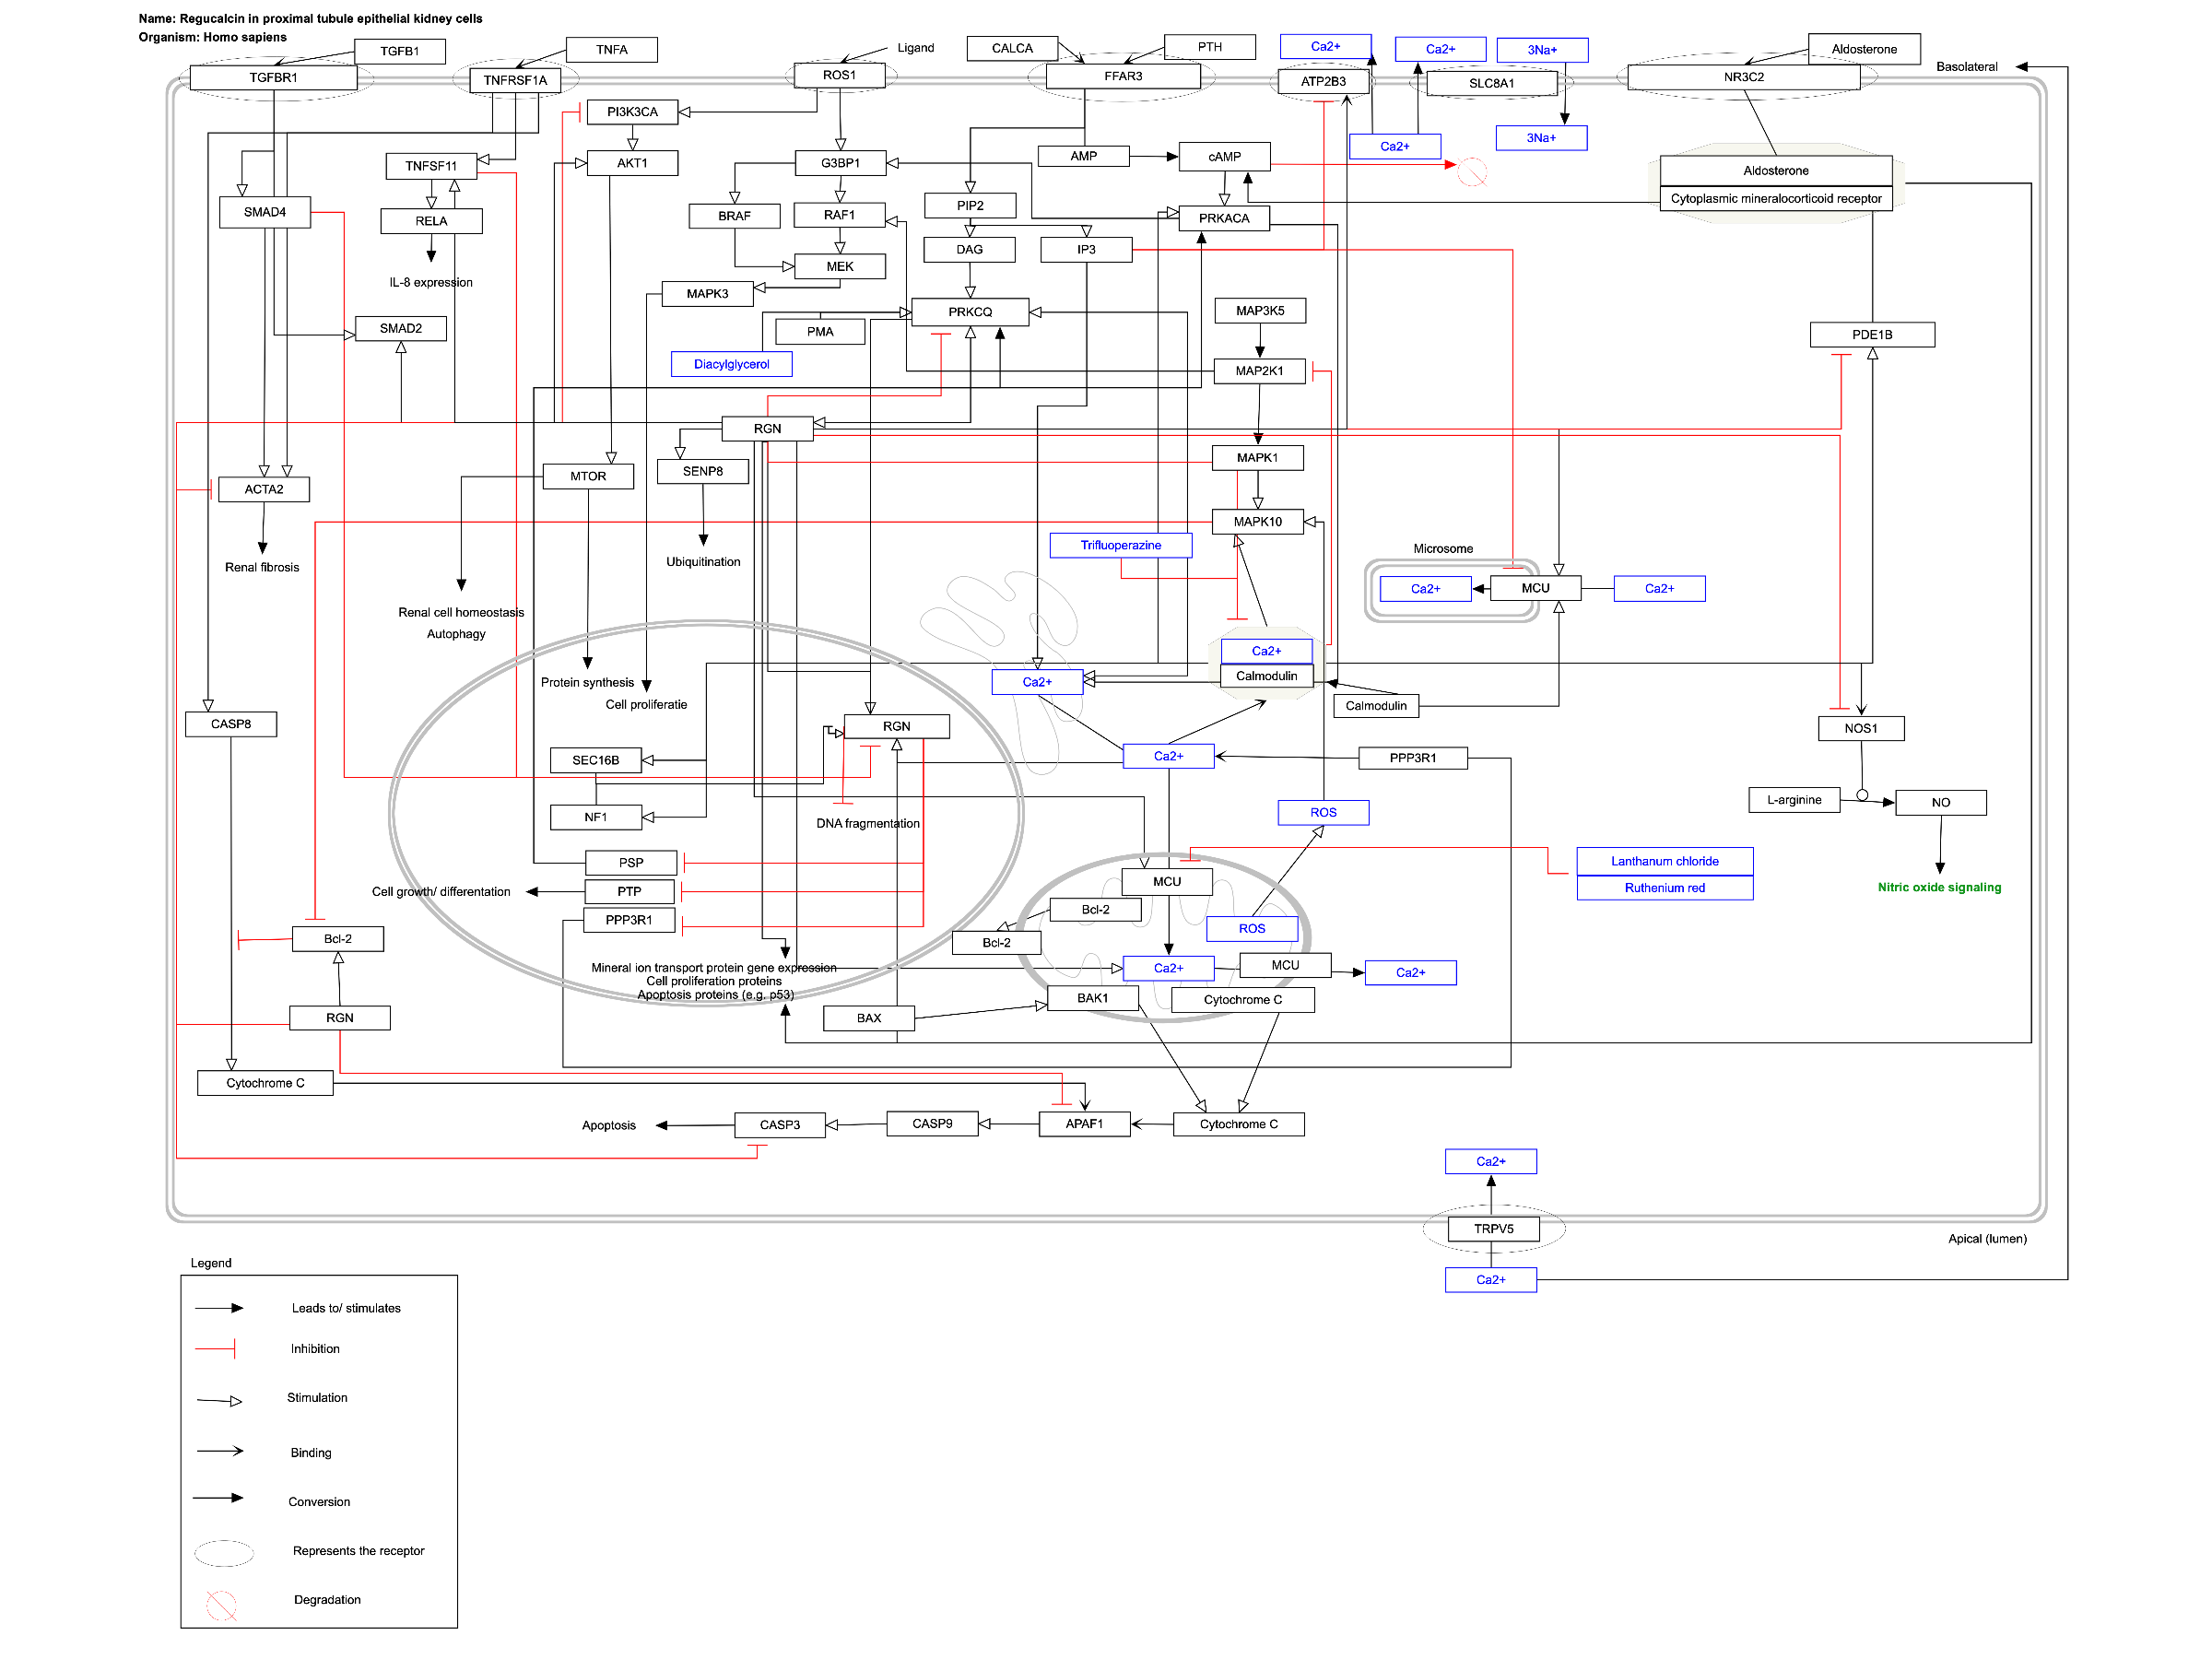 Name: Regucalcin in proximal tubule epithelial kidney cells
Organism: Homo sapiens
TGFB1
TNFA
Ligand
CALCA
PTH
Ca2+
Ca2+
3Na+
Aldosterone
Basolateral
TGFBR1
TNFRSF1A
ROS1
FFAR3
ATP2B3
SLC8A1
NR3C2
PI3K3CA
Ca2+
3Na+
TNFSF11
AKT1
G3BP1
AMP
cAMP
Aldosterone
Cytoplasmic mineralocorticoid receptor
SMAD4
RELA
BRAF
RAF1
PIP2
PRKACA
DAG
IP3
MEK
IL-8 expression
MAPK3
SMAD2
PRKCQ
PMA
MAP3K5
PDE1B
Diacylglycerol
MAP2K1
RGN
MAPK1
SENP8
MTOR
ACTA2
MAPK10
Trifluoperazine
Microsome
Renal fibrosis
Ubiquitination
Ca2+
MCU
Ca2+
Renal cell homeostasis
Autophagy
Ca2+
Calmodulin
Protein synthesis
Ca2+
Cell proliferatie
Calmodulin
CASP8
RGN
NOS1
SEC16B
Ca2+
PPP3R1
L-arginine
NO
NF1
DNA fragmentation
ROS
PSP
Lanthanum chloride
Ruthenium red
Nitric oxide signaling
Cell growth/ differentation
PTP
MCU
PPP3R1
Bcl-2
ROS
Bcl-2
Bcl-2
Mineral ion transport protein gene expression
Cell proliferation proteins
Apoptosis proteins (e.g. p53)
Ca2+
MCU
Ca2+
BAK1
Cytochrome C
RGN
BAX
Cytochrome C
Apoptosis
CASP3
CASP9
APAF1
Cytochrome C
Ca2+
TRPV5
Apical (lumen)
Ca2+
Legend
Leads to/ stimulates
Inhibition
Stimulation
Binding
Conversion
Represents the receptor
Degradation